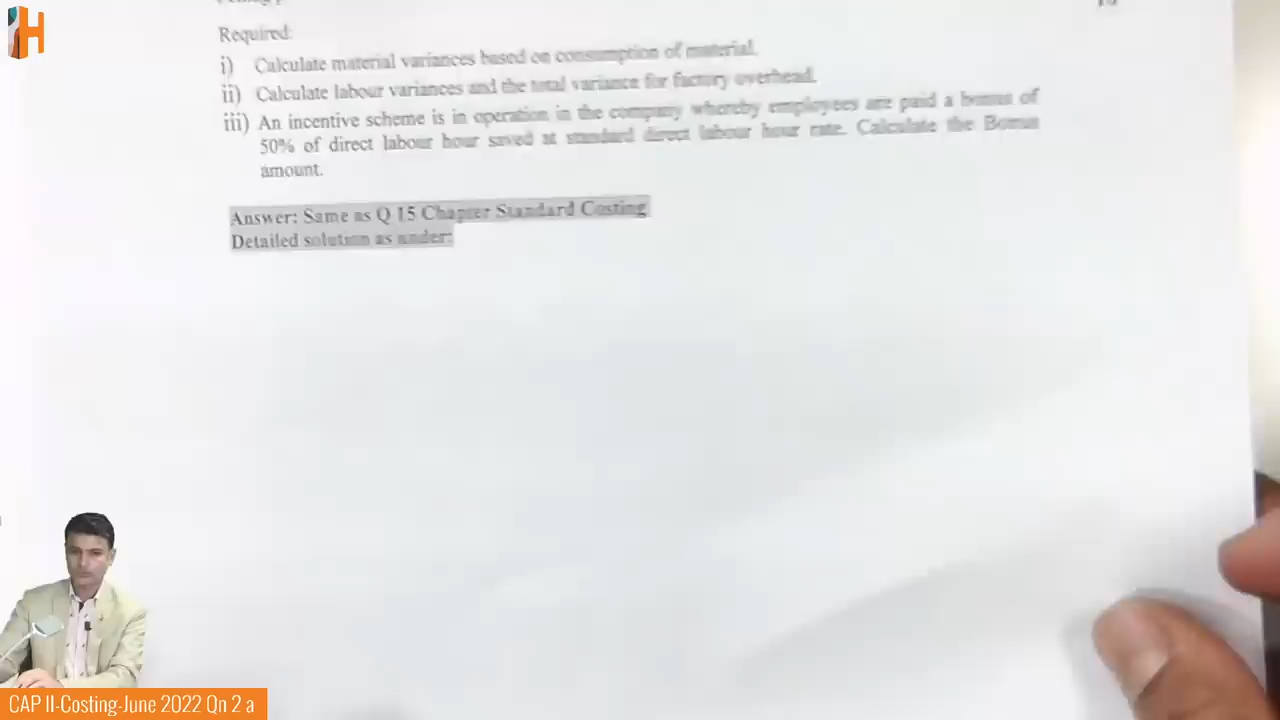 H
Required:
i) Calculate material variances based on consumption of material.
ii) Calculate labour variances and the total variance for factory overhead.
iii) An incentive scheme is in operation in the company whereby employees are paid a bonus of
50% of direct labour hour saved at standard direct labour hour rate. Calculate the Bonus
amount.
Answer: Same as Q 15 Chapter Standard Costing
Detailed solution as under:
CAP II-Costing-June 2022 Qn 2 a